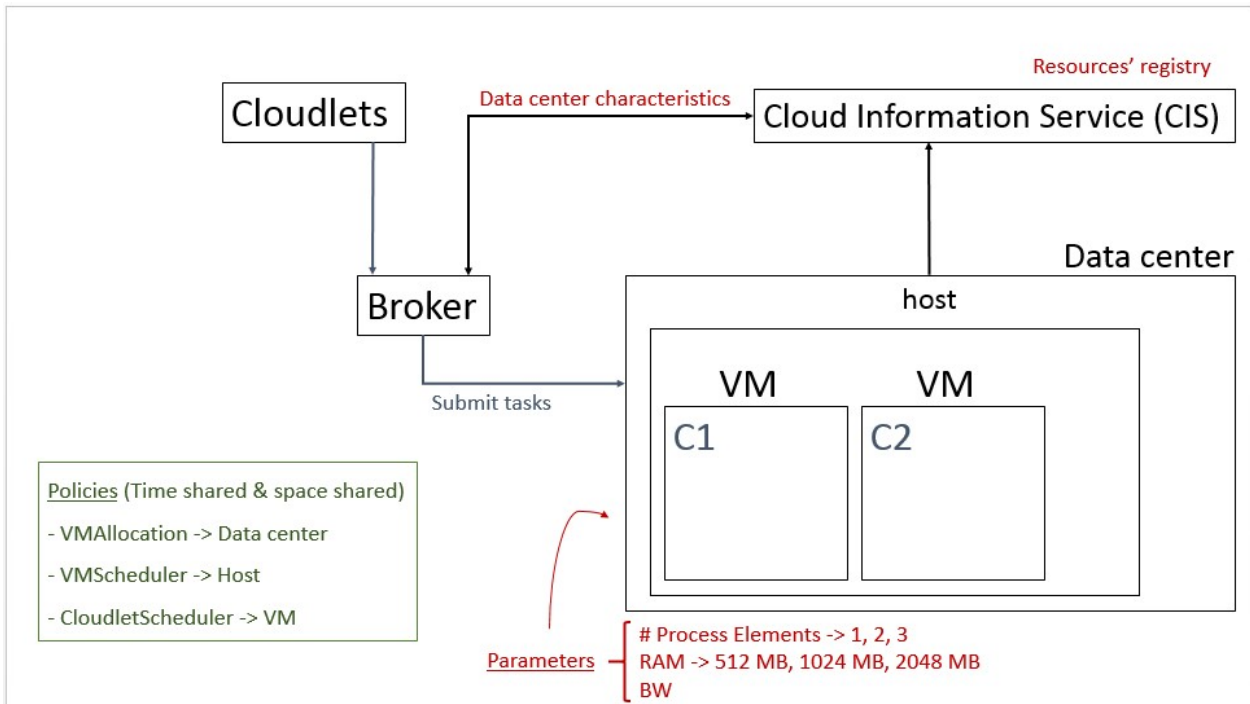 Resources' registry
Cloudlets
Data center characteristics
Cloud Information Service (CIS)
Data center
Broker
host
Submit tasks
VM
VM
C1
C2
Policies (Time shared & space shared)
- VMAllocation -> Data center
- VMScheduler -> Host
- CloudletScheduler -> VM
Parameters
# Process Elements -> 1, 2, 3
RAM -> 512 MB, 1024 MB, 2048 MB
BW